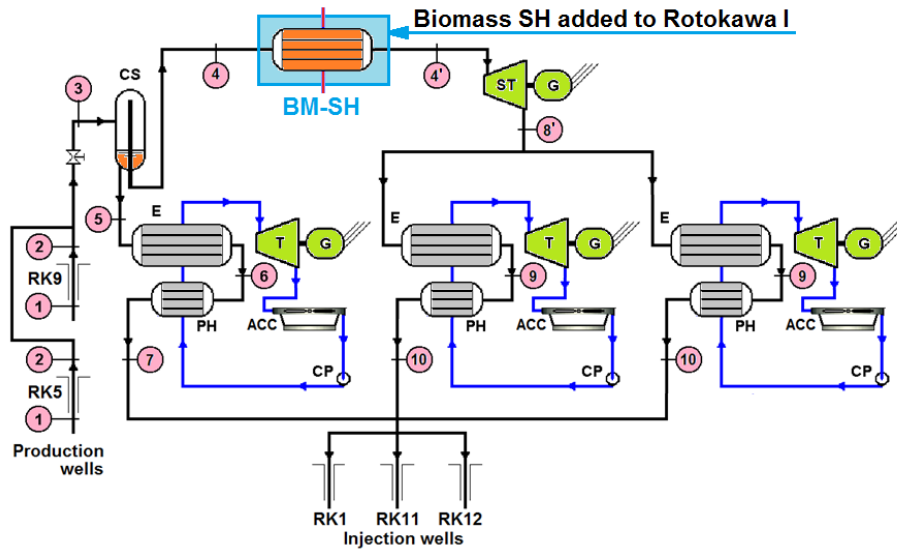 Biomass SH added to Rotokawa I
4
4'
BM-SH
ST
G
8'
3
CS
5
2
RK9
1
2
RK5
1
Production
wells
E
T
G
6
PH
ACC
7
CP
E
T
G
9
PH
ACC
10
CP
E
T
G
9
PH
ACC
10
CP
RK1
RK11
RK12
Injection wells